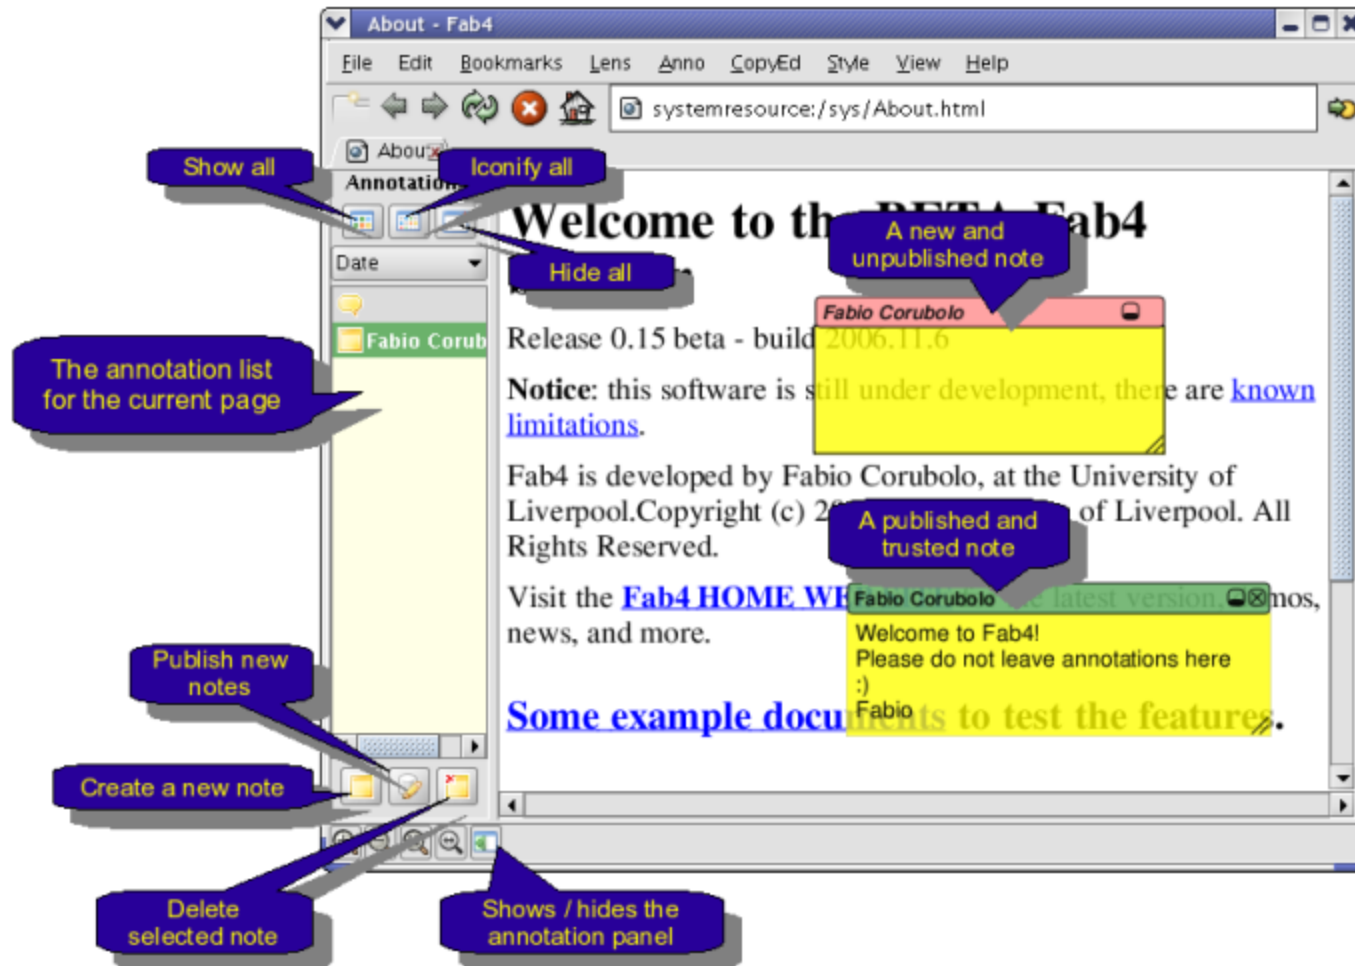 About - Fab4
File Edit Bookmarks Lens Anno CopyEd Style View Help
systemresource:/sys/About.html
Show all
Iconify all
Hide all
Date
Fabio Corub
The annotation list
for the current page
Welcome to Fab4
A new and
unpublished note
Fabio Corubolo
Release 0.15 beta - build 2006.11.6
Notice: this software is still under development, there are known
limitations.
Fab4 is developed by Fabio Corubolo, at the University of
Liverpool.Copyright (c) of Liverpool. All
Rights Reserved.
A published and
trusted note
Visit the Fab4 HOME latest version,
news, and more.
Fabio Corubolo
Welcome to Fab4!
Please do not leave annotations here
:)
Fabio
Some example to test the features.
Publish new
notes
Create a new note
Delete
selected note
Shows / hides the
annotation panel